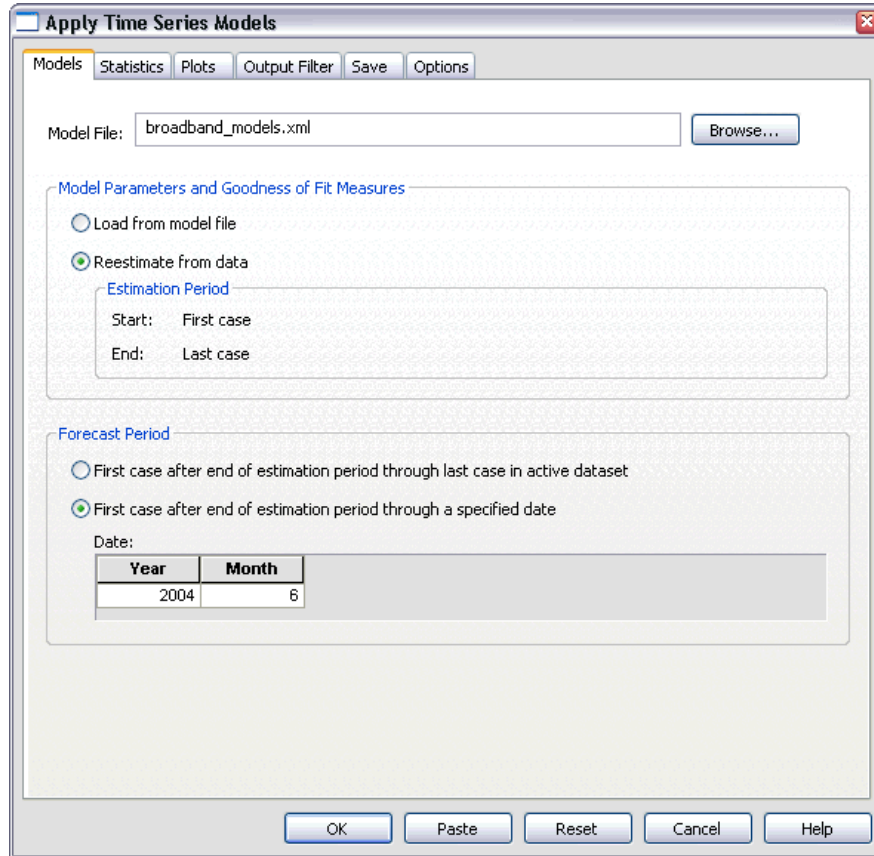 Apply Time Series Models
Models Statistics Plots Output Filter Save Options
Model File: broadband_models.xml Browse...
Model Parameters and Goodness of Fit Measures
Load from model file
Reestimate from data
Estimation Period
Start: First case
End: Last case
Forecast Period
First case after end of estimation period through last case in active dataset
First case after end of estimation period through a specified date
Date:
Year Month
2004 6
OK Paste Reset Cancel Help